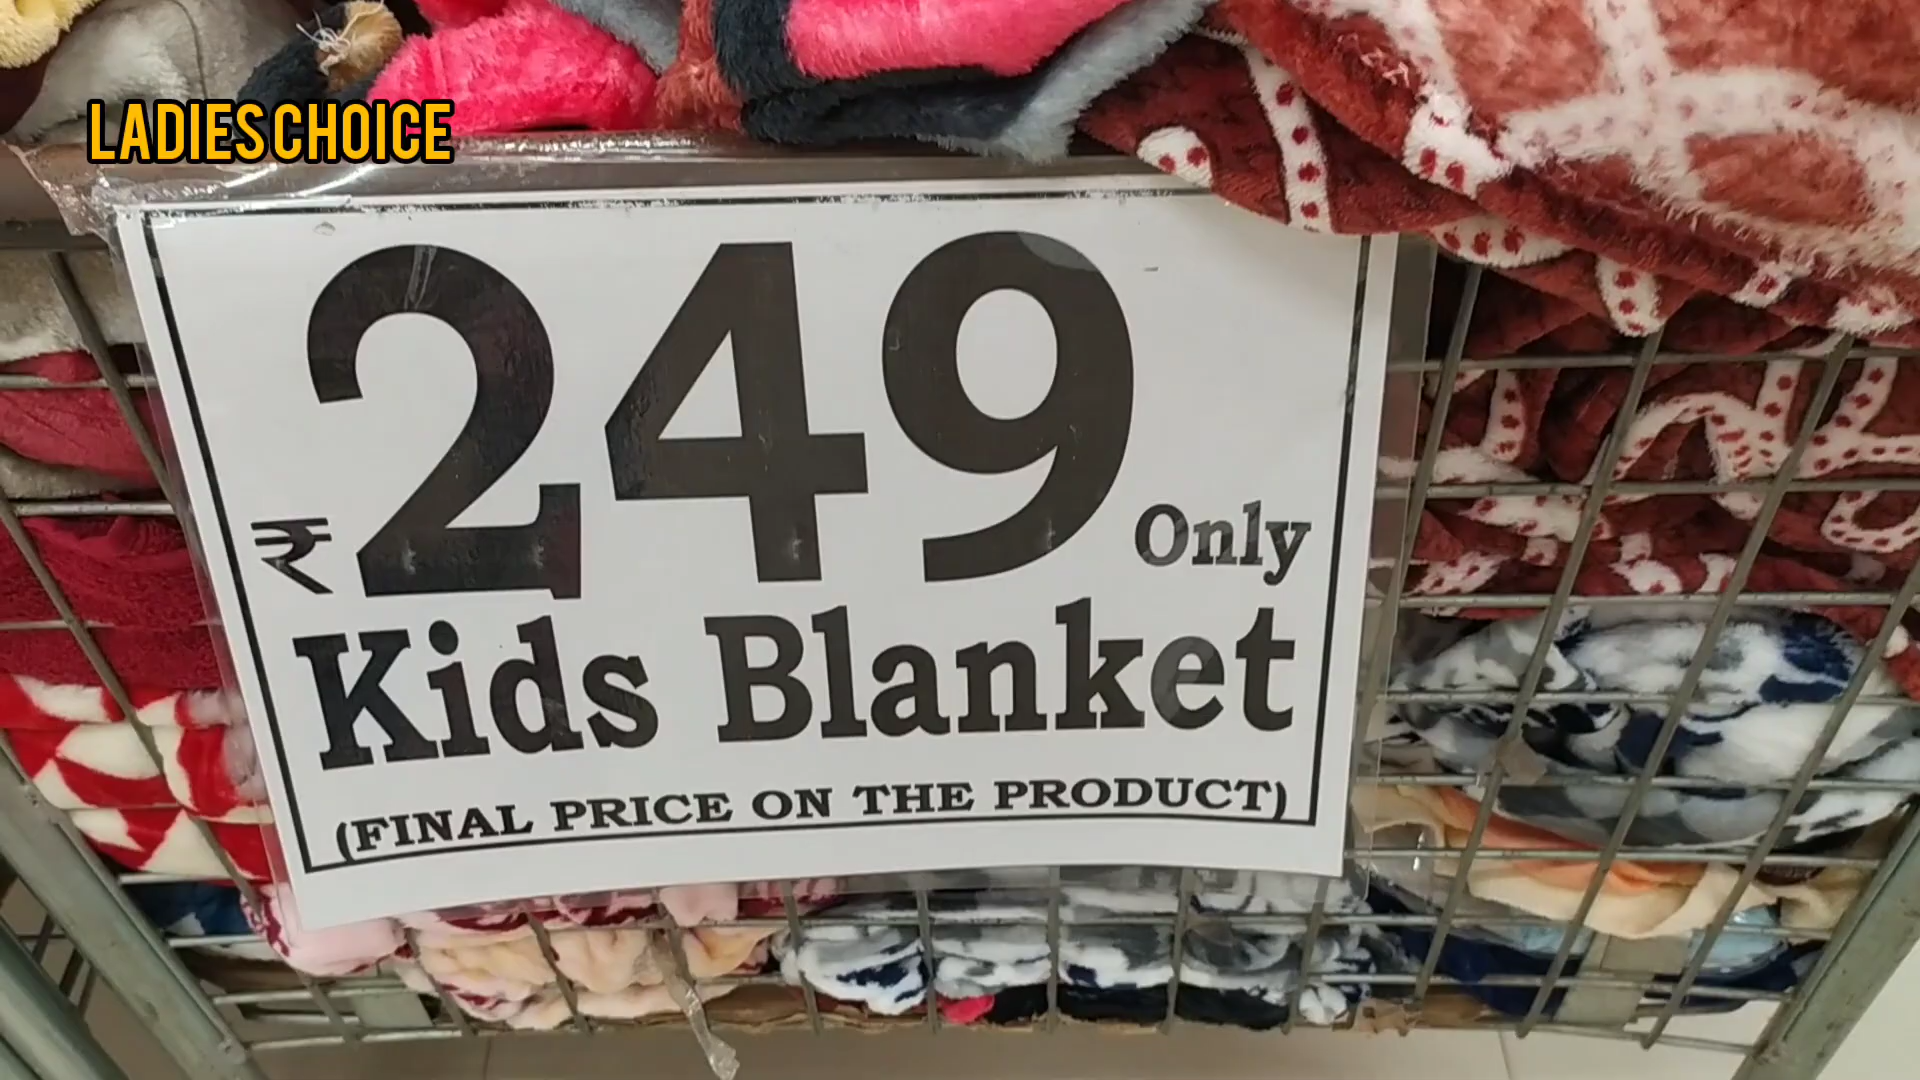 LADIES CHOICE
₹249 Only
Kids Blanket
(FINAL PRICE ON THE PRODUCT)